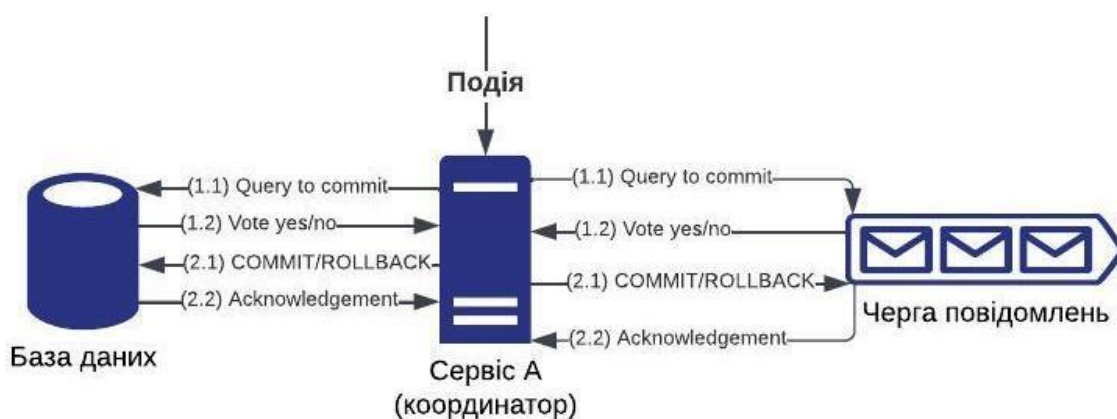 Подія
(1.1) Query to commit
(1.2) Vote yes/no
(2.1) COMMIT/ROLLBACK
(2.2) Acknowledgement
(1.1) Query to commit
(1.2) Vote yes/no
(2.1) COMMIT/ROLLBACK
(2.2) Acknowledgement
База даних
Сервіс А
(координатор)
Черга повідомлень